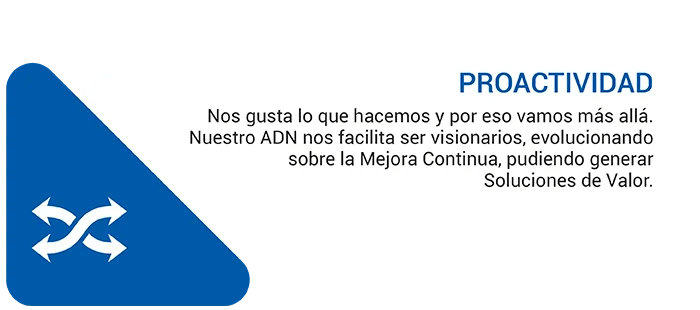 PROACTIVIDAD
Nos gusta lo que hacemos y por eso vamos más allá.
Nuestro ADN nos facilita ser visionarios, evolucionando
sobre la Mejora Continua, pudiendo generar
Soluciones de Valor.